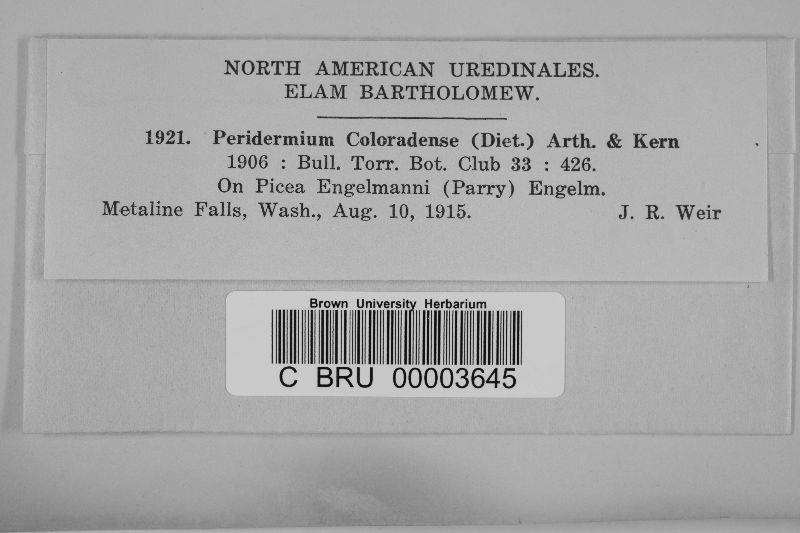 NORTH AMERICAN UREDINALES.
ELAM BARTHOLOMEW.
1921. Peridermium Coloradense (Diet.) Arth. & Kern
1906 : Bull. Torr. Bot. Club 33 : 426.
On Picea Engelmanni (Parry) Engelm.
Metaline Falls, Wash., Aug. 10, 1915. J. R. Weir
Brown University Herbarium
C BRU 00003645